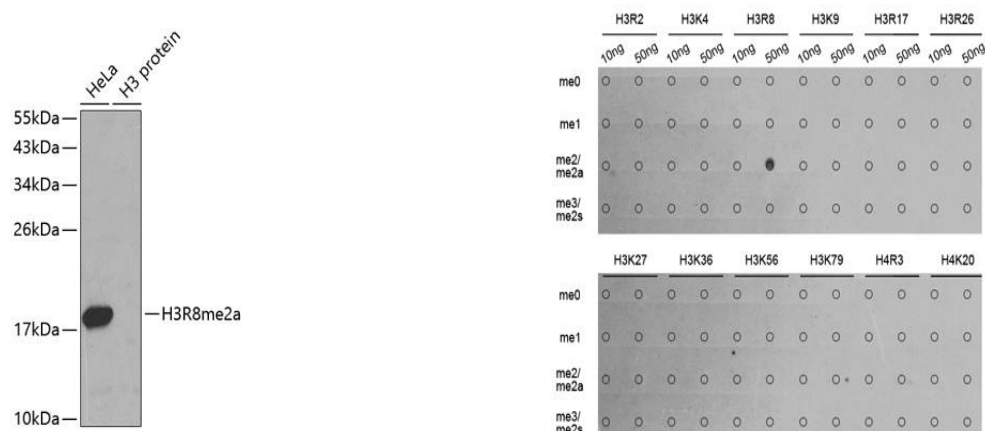 HeLa
H3 protein
55kDa
43kDa
34kDa
26kDa
17kDa
10kDa
H3R8me2a
H3R2 H3K4 H3R8 H3K9 H3R17 H3R26
10ng 50ng 10ng 50ng 10ng 50ng 10ng 50ng 10ng 50ng 10ng 50ng
me0
me1
me2/
me2a
me3/
me2s
H3K27 H3K36 H3K56 H3K79 H4R3 H4K20
me0
me1
me2/
me2a
me3/
me2s